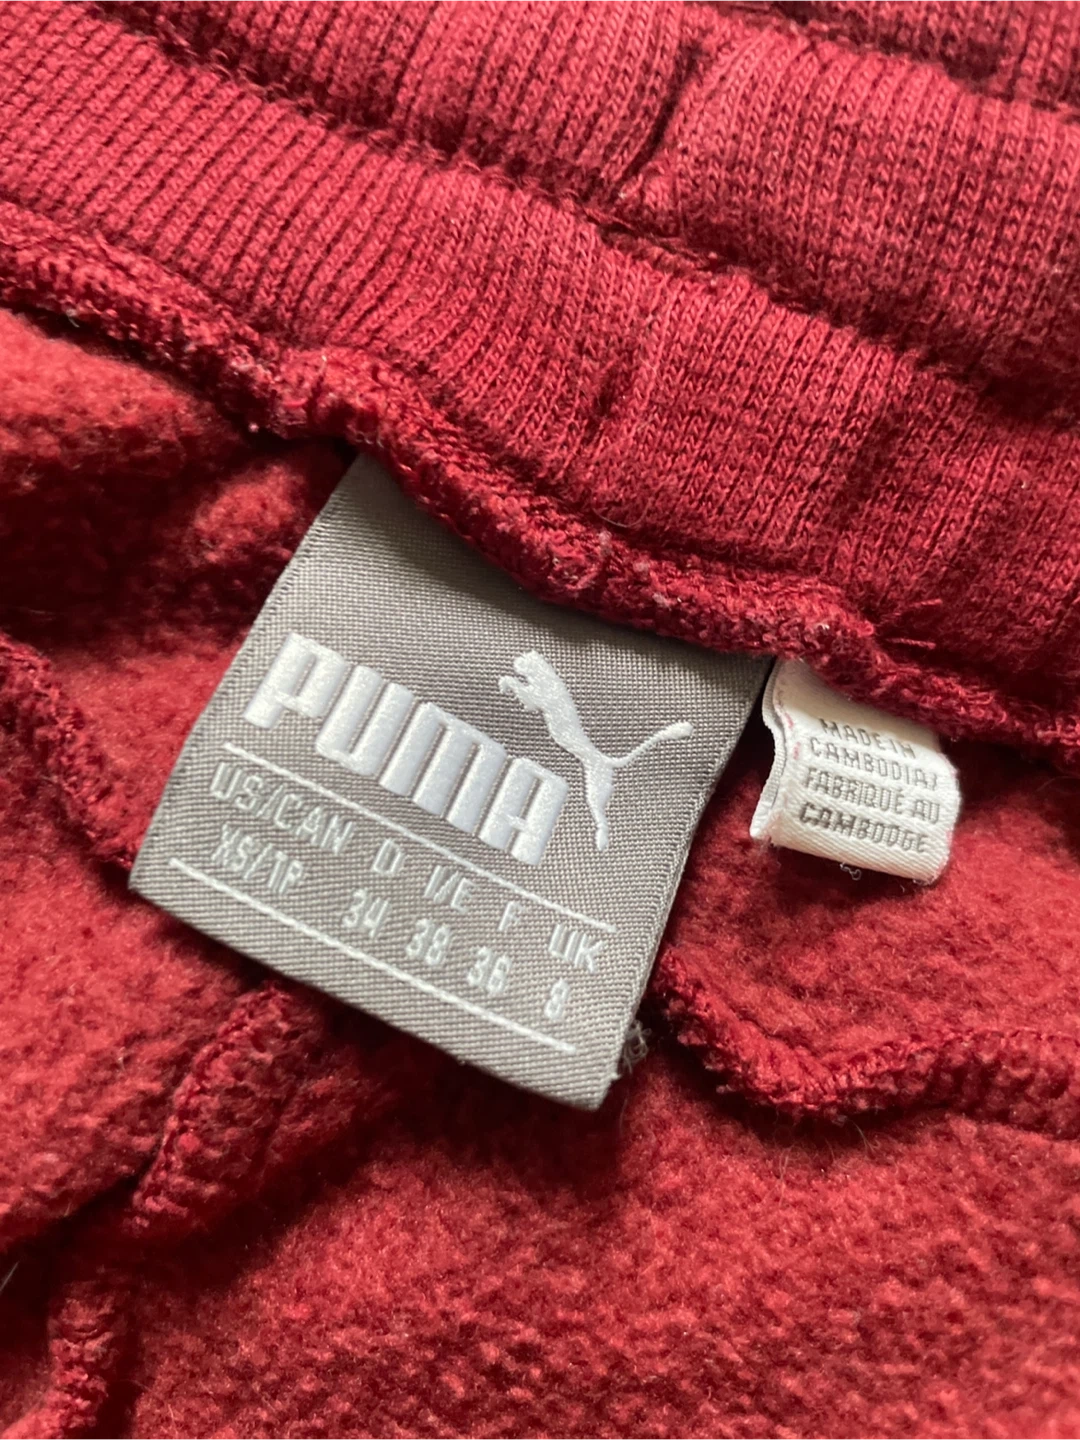 PUMA
US/CAN D I/E F UK
XS/TP 34 38 36 8
MADE IN
CAMBODIA/
FABRIQUÉ AU
CAMBODGE